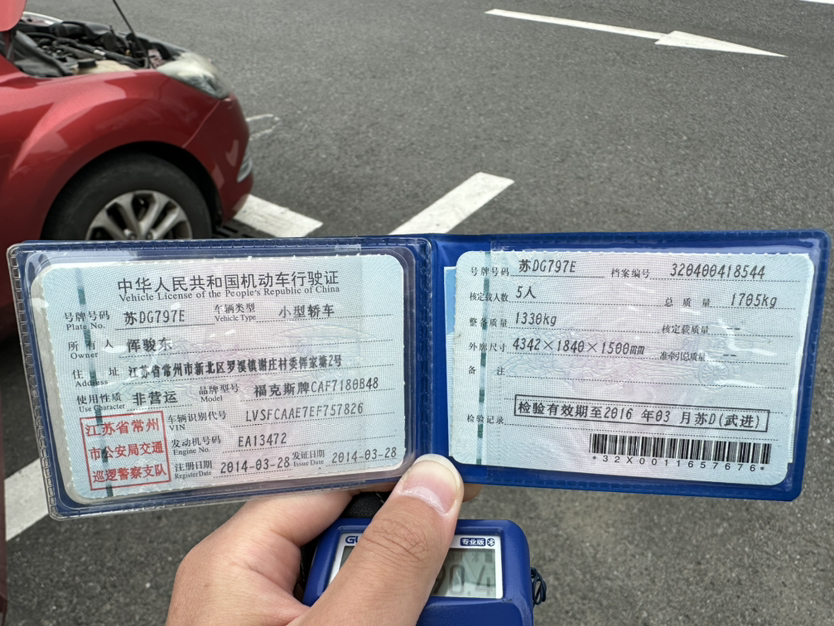 中华人民共和国机动车行驶证
Vehicle License of the People's Republic of China
号牌号码 苏DG797E 车辆类型 小型轿车
Plate No. Vehicle Type
所有人 恽骏东
Owner
住址 江苏省常州市新北区罗溪镇谢庄村委恽家塘2号
Address
使用性质 非营运 品牌型号 福克斯牌CAF7180B48
Use Character Model
江苏省常州
市公安局交通
巡逻警察支队
车辆识别代号 LVSFCAAE7EF757826
VIN
发动机号码 EA13472
Engine No.
注册日期 2014-03-28 发证日期 2014-03-28
Register Date Issue Date
号牌号码 苏DG797E 档案编号 320400418544
核定载人数 5人 总质量 1705kg
整备质量 1330kg 核定载质量 --
外廓尺寸 4342×1840×1500mm 准牵引总质量 --
备注
检验记录 检验有效期至2016 年03 月苏D(武进)
*32X0011657676*
专业版